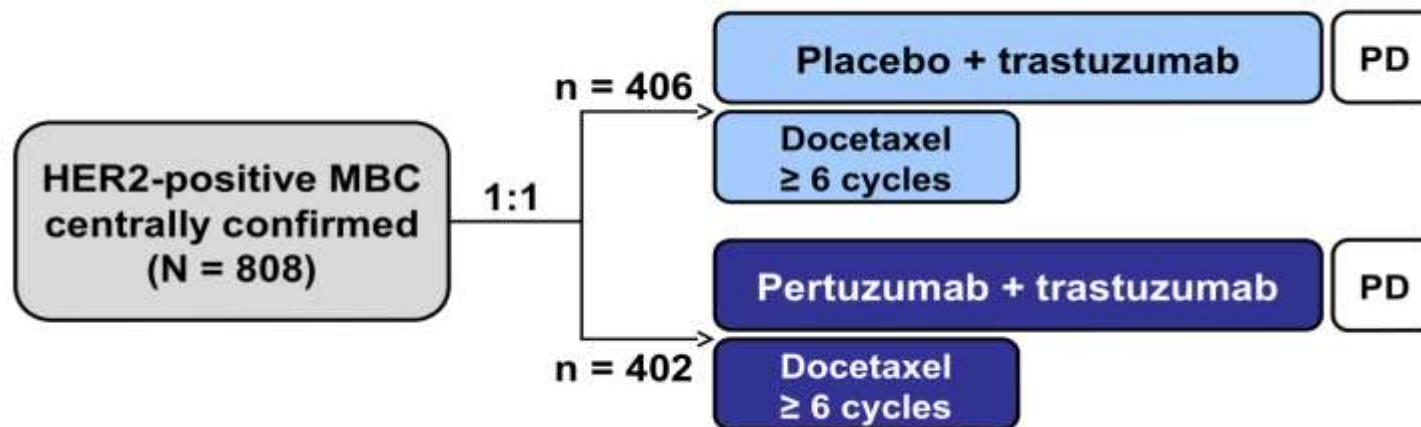 HER2-positive MBC
centrally confirmed
(N = 808)
1:1
n = 406
Placebo + trastuzumab
PD
Docetaxel
≥ 6 cycles
n = 402
Pertuzumab + trastuzumab
PD
Docetaxel
≥ 6 cycles